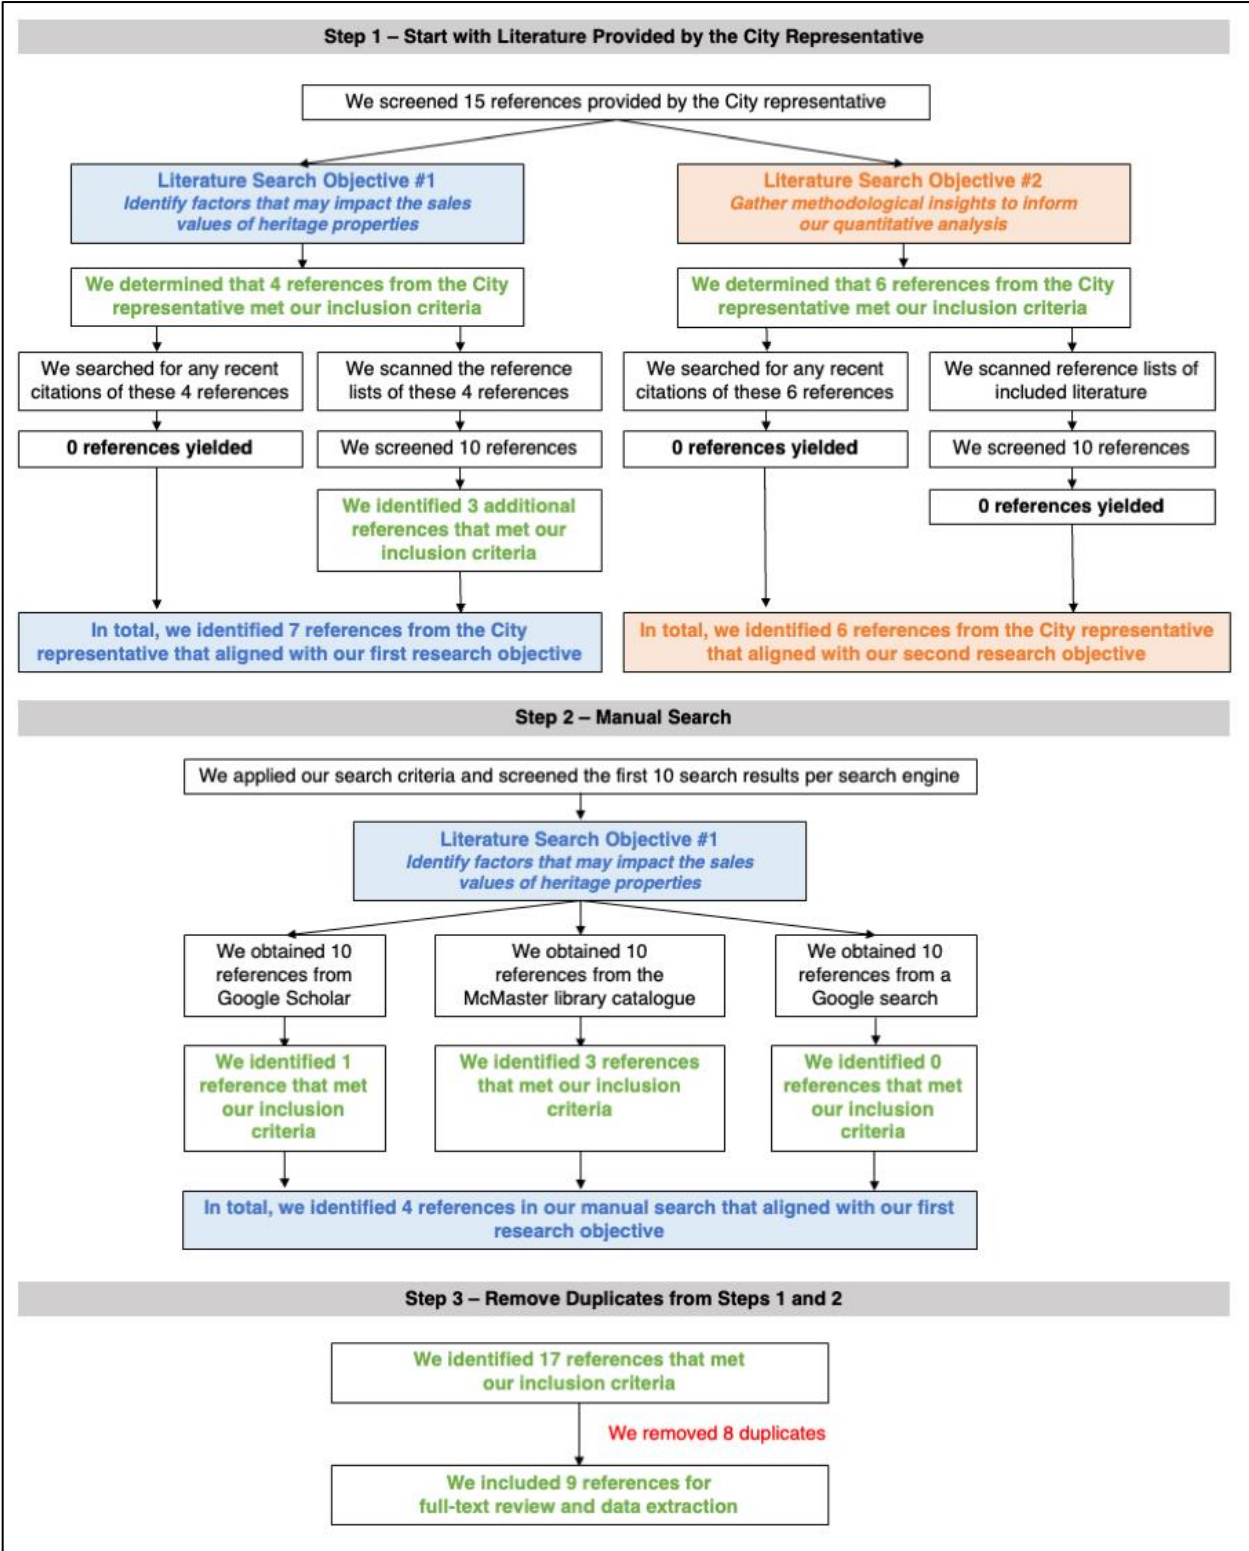 Step 1 – Start with Literature Provided by the City Representative
We screened 15 references provided by the City representative
Literature Search Objective #1
Identify factors that may impact the sales
values of heritage properties
Literature Search Objective #2
Gather methodological insights to inform
our quantitative analysis
We determined that 4 references from the City
representative met our inclusion criteria
We determined that 6 references from the City
representative met our inclusion criteria
We searched for any recent
citations of these 4 references
We scanned the reference
lists of these 4 references
We searched for any recent
citations of these 6 references
We scanned reference lists of
included literature
0 references yielded
We screened 10 references
0 references yielded
We screened 10 references
We identified 3 additional
references that met our
inclusion criteria
0 references yielded
In total, we identified 7 references from the City
representative that aligned with our first research objective
In total, we identified 6 references from the City representative
that aligned with our second research objective
Step 2 – Manual Search
We applied our search criteria and screened the first 10 search results per search engine
Literature Search Objective #1
Identify factors that may impact the sales
values of heritage properties
We obtained 10
references from
Google Scholar
We obtained 10
references from the
McMaster library catalogue
We obtained 10
references from a
Google search
We identified 1
reference that met
our inclusion
criteria
We identified 3 references
that met our inclusion
criteria
We identified 0
references that met
our inclusion
criteria
In total, we identified 4 references in our manual search that aligned with our first
research objective
Step 3 – Remove Duplicates from Steps 1 and 2
We identified 17 references that met
our inclusion criteria
We removed 8 duplicates
We included 9 references for
full-text review and data extraction